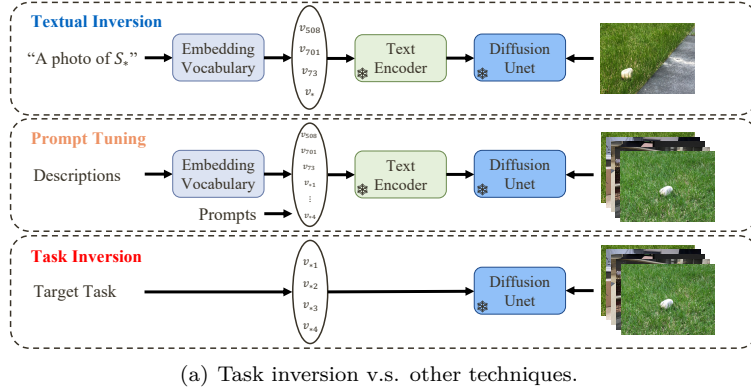 Textual Inversion
“A photo of S*”
Embedding
Vocabulary
v508
v701
v73
v*
Text
Encoder
Diffusion
Unet
Prompt Tuning
Descriptions
Embedding
Vocabulary
Prompts
v508
v701
v73
v*1
⋮
v*4
Text
Encoder
Diffusion
Unet
Task Inversion
Target Task
v*1
v*2
v*3
v*4
Diffusion
Unet
(a) Task inversion v.s. other techniques.